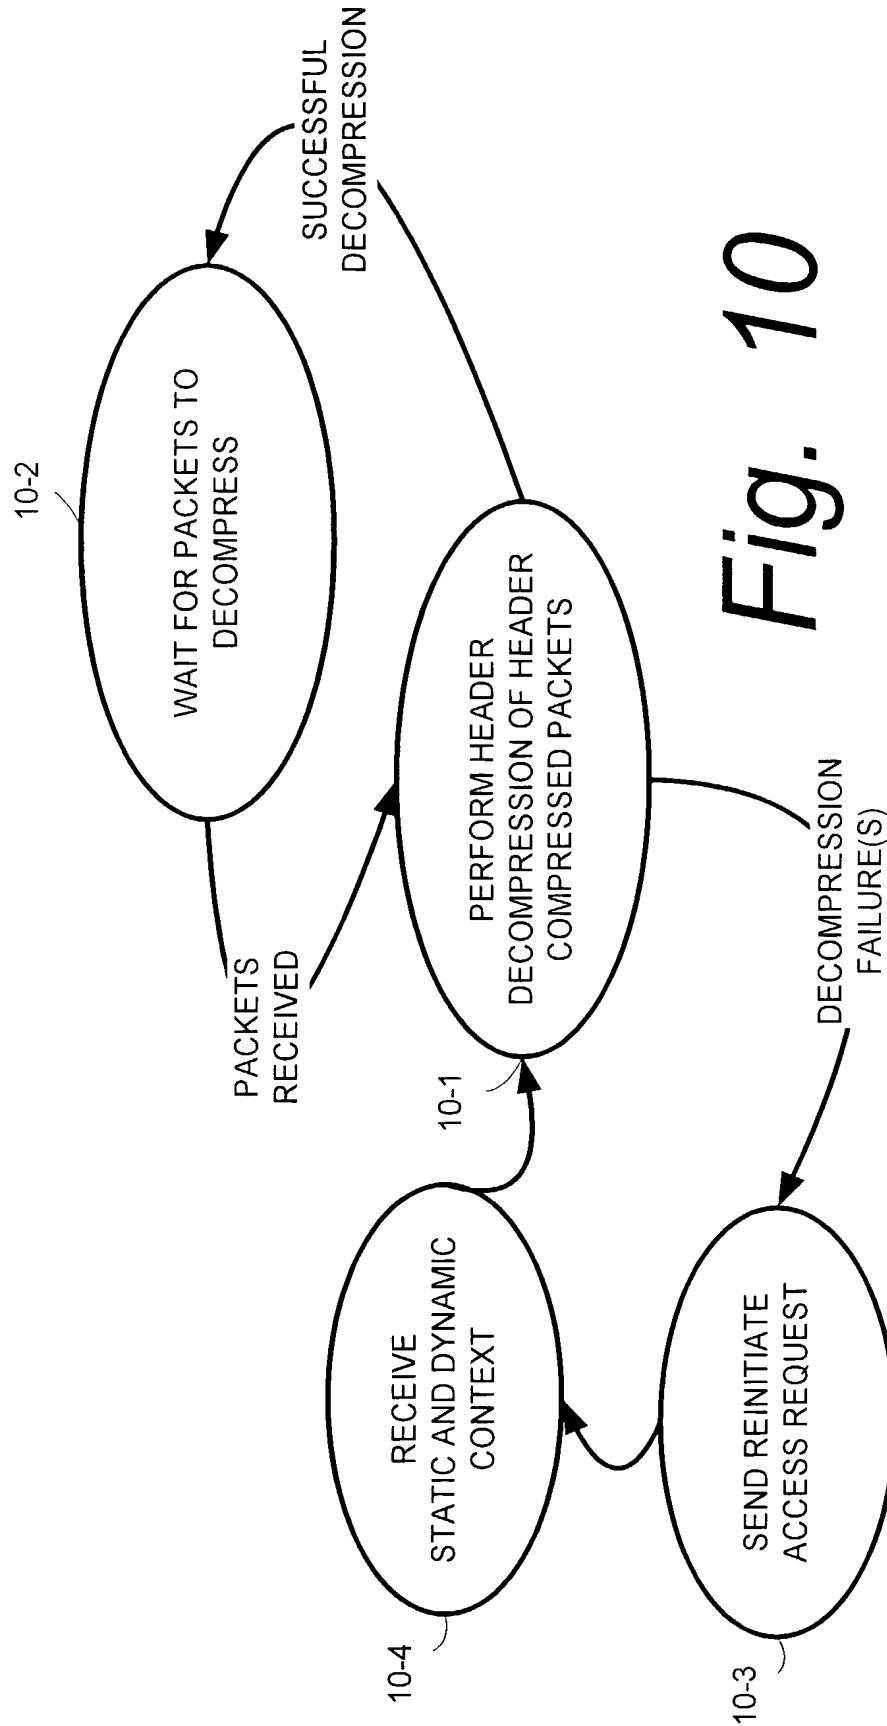 10-2
WAIT FOR PACKETS TO
DECOMPRESS
SUCCESSFUL
DECOMPRESSION
PACKETS
RECEIVED
10-1
PERFORM HEADER
DECOMPRESSION OF HEADER
COMPRESSED PACKETS
10-4
RECEIVE
STATIC AND DYNAMIC
CONTEXT
DECOMPRESSION
FAILURE(S)
10-3
SEND REINITIATE
ACCESS REQUEST
Fig. 10